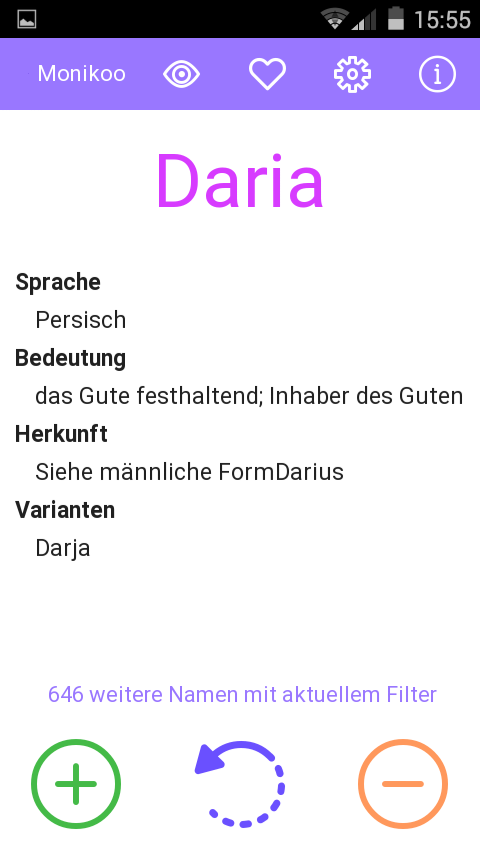 15:55
Monikoo
Daria
Sprache
Persisch
Bedeutung
das Gute festhaltend; Inhaber des Guten
Herkunft
Siehe männliche FormDarius
Varianten
Darja
646 weitere Namen mit aktuellem Filter